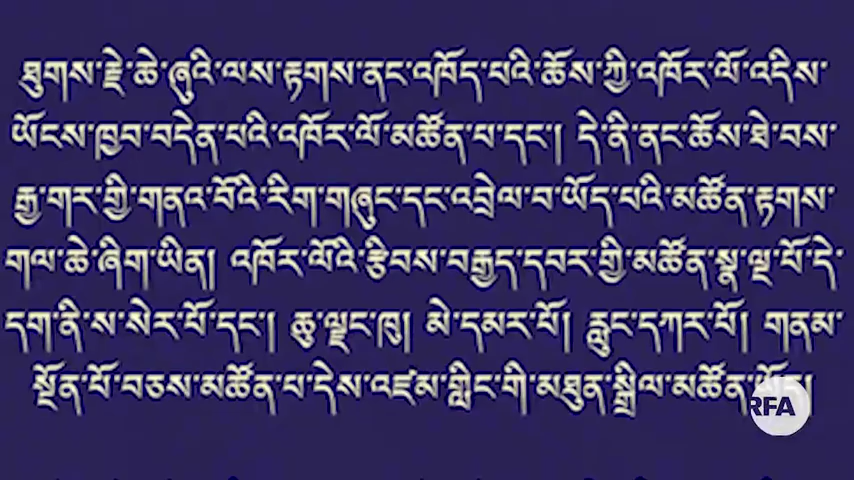 ཐུགས་རྗེ་ཆེ་ཞུའི་ལས་རྟགས་ནང་འཁོད་པའི་ཆོས་ཀྱི་འཁོར་ལོ་འདིས་
ཡོངས་ཁྱབ་བདེན་པའི་འཁོར་ལོ་མཚོན་པ་དང་། དེ་ནི་ནང་ཆོས་ཐེ་བས་
རྒྱ་གར་གྱི་གནའ་བོའི་རིག་གཞུང་དང་འབྲེལ་བ་ཡོད་པའི་མཚོན་རྟགས་
གལ་ཆེ་ཞིག་ཡིན། འཁོར་ལོའི་རྩིབས་བརྒྱད་དབར་གྱི་མཚོན་སྣ་ལྔ་པོ་དེ་
དག་ནི་ས་སེར་པོ་དང་། ཆུ་ལྗང་ཁུ། མེ་དམར་པོ། རླུང་དཀར་པོ། གནམ་
སྔོན་པོ་བཅས་མཚོན་པ་དེས་འཛམ་གླིང་གི་མཐུན་སྒྲིལ་མཚོན་
RFA